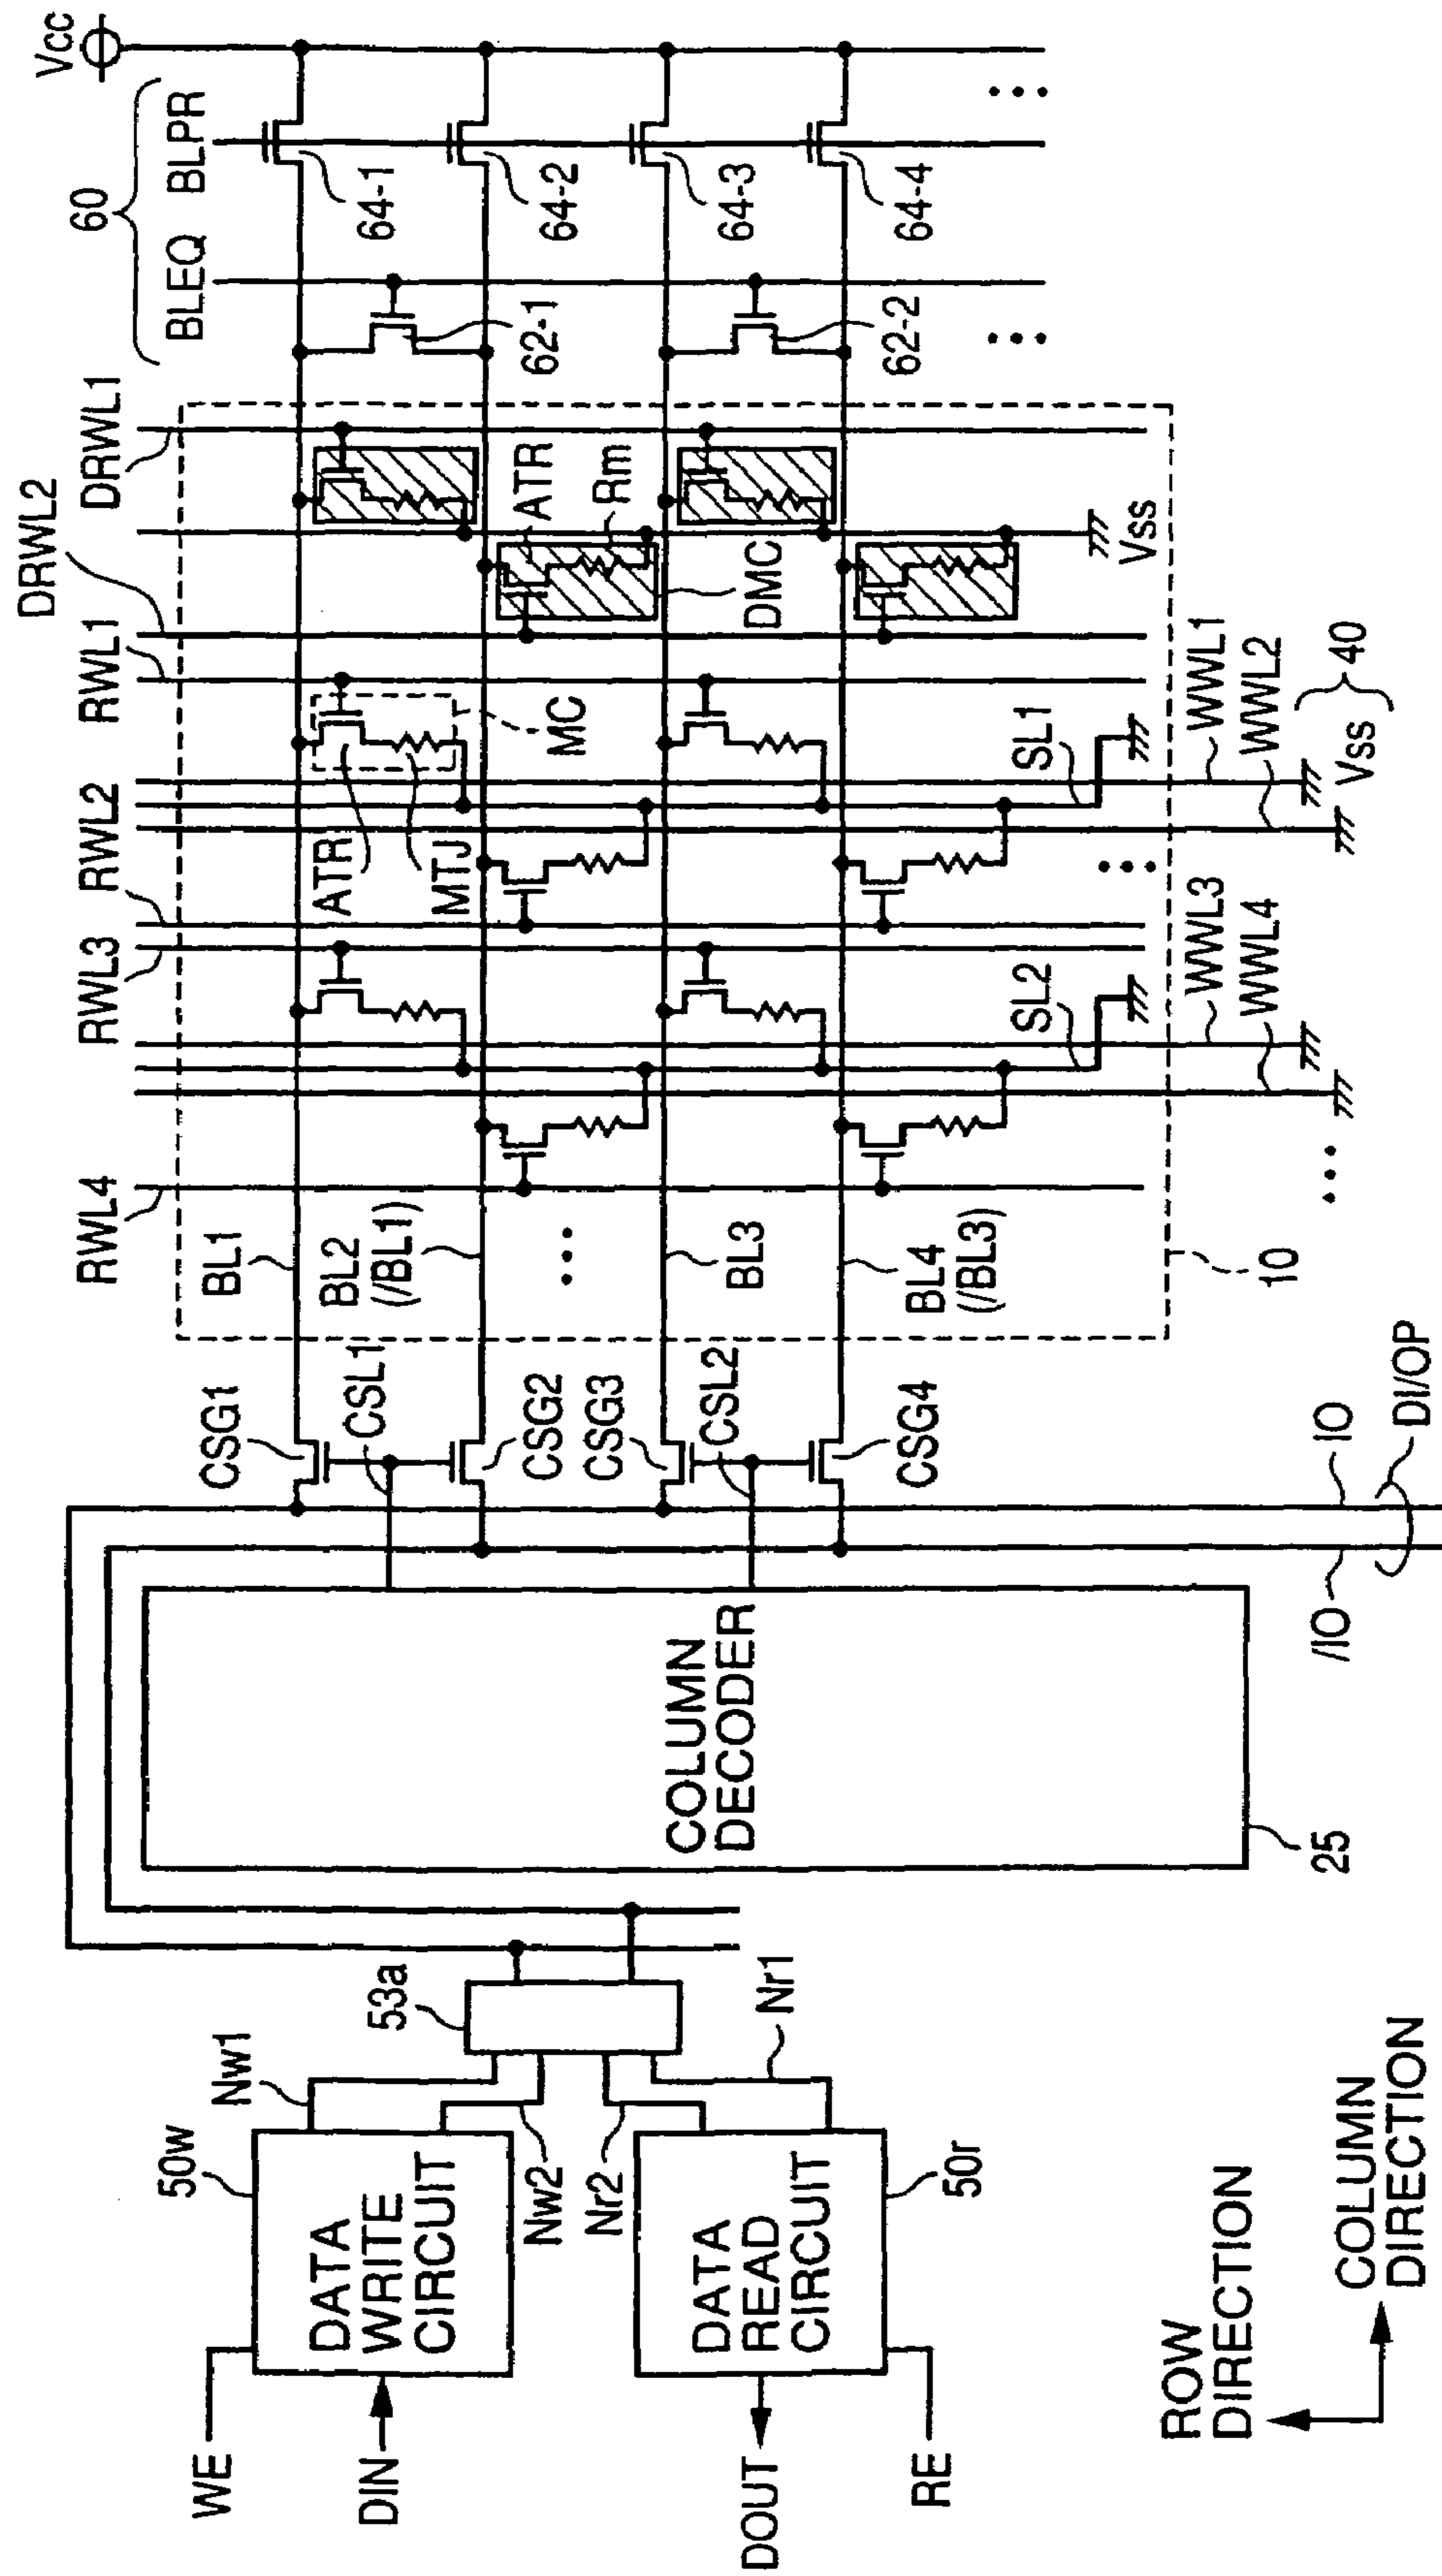 Vcc
60
BLEQ
BLPR
64-1
64-2
64-3
64-4
62-1
62-2
DRWL1
DRWL2
RWL1
RWL2
RWL3
RWL4
ATR
Rm
DMC
Vss
ATR
MTJ
MC
SL1
SL2
WWL1
WWL2
WWL3
WWL4
40
Vss
BL1
BL2
(/BL1)
BL3
BL4
(/BL3)
10
CSG1
CSL1
CSG2
CSG3
CSL2
CSG4
IO
/IO
DI/OP
COLUMN
DECODER
25
53a
Nw1
Nw2
Nr2
Nr1
50w
DATA
WRITE
CIRCUIT
DATA
READ
CIRCUIT
50r
WE
DIN
DOUT
RE
ROW
DIRECTION
COLUMN
DIRECTION